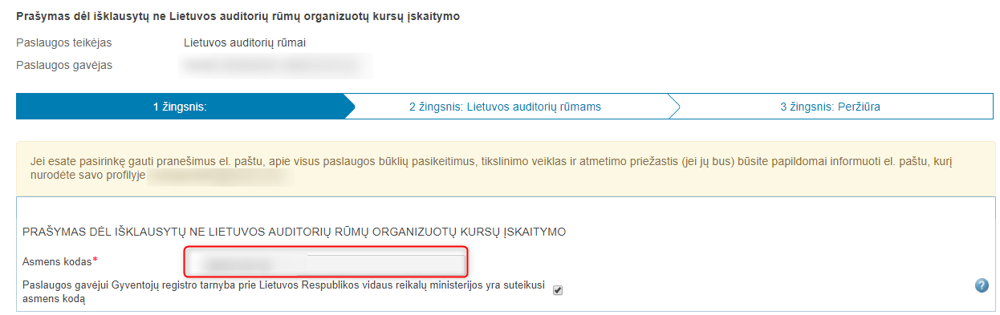 Prašymas dėl išklausytų ne Lietuvos auditorių rūmų organizuotų kursų įskaitymo
Paslaugos teikėjas Lietuvos auditorių rūmai
Paslaugos gavėjas
1 žingsnis: 2 žingsnis: Lietuvos auditorių rūmams 3 žingsnis: Peržiūra
Jei esate pasirinkę gauti pranešimus el. paštu, apie visus paslaugos būklių pasikeitimus, tikslinimo veiklas ir atmetimo priežastis (jei jų bus) būsite papildomai informuoti el. paštu, kurį
nurodėte savo profilyje
PRAŠYMAS DĖL IŠKLAUSYTŲ NE LIETUVOS AUDITORIŲ RŪMŲ ORGANIZUOTŲ KURSŲ ĮSKAITYMO
Asmens kodas*
Paslaugos gavėjui Gyventojų registro tarnyba prie Lietuvos Respublikos vidaus reikalų ministerijos yra suteikusi
asmens kodą
?